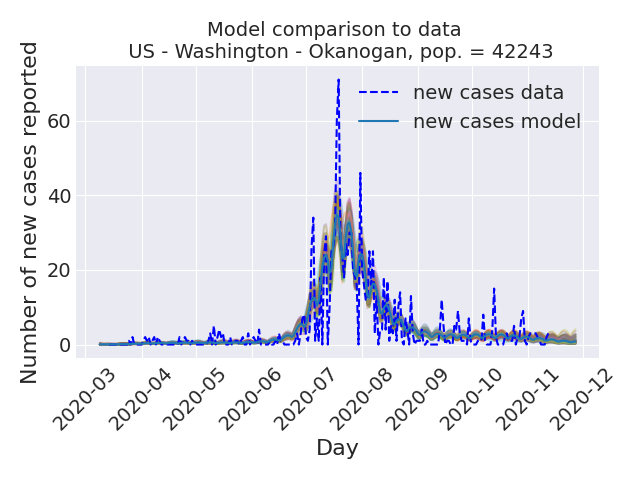 Model comparison to data
US - Washington - Okanogan, pop. = 42243
Number of new cases reported
new cases data
new cases model
60
40
20
0
2020-03
2020-04
2020-05
2020-06
2020-07
2020-08
2020-09
2020-10
2020-11
2020-12
Day